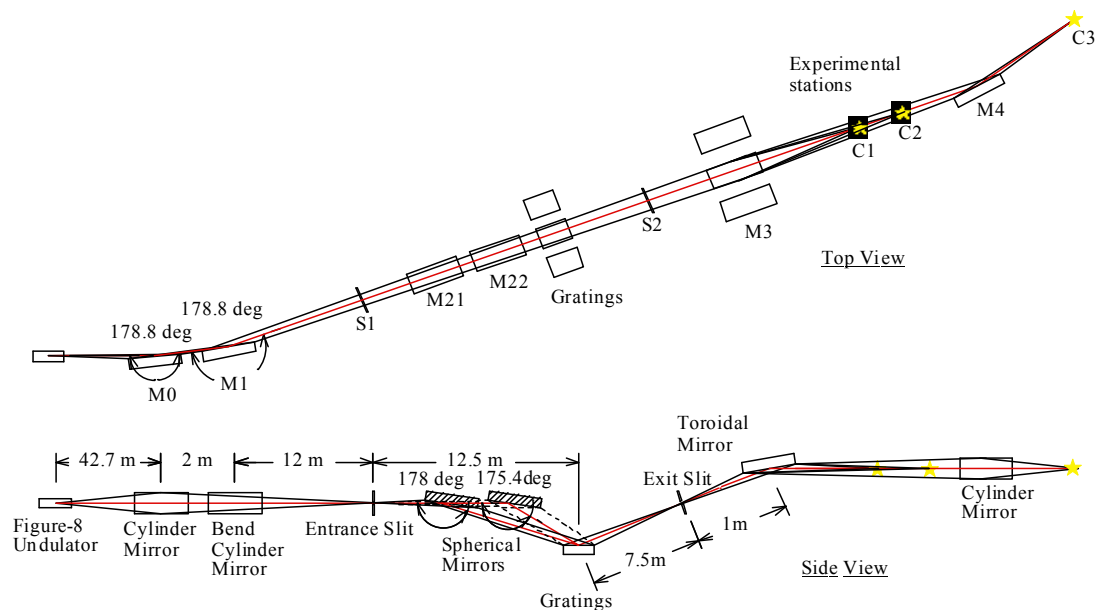 C3
Experimental
stations
M4
C2
C1
S2
M3
Top View
M22
Gratings
M21
178.8 deg
S1
178.8 deg
M1
M0
Toroidal
Mirror
42.7 m
2 m
12 m
12.5 m
178 deg
175.4deg
Exit Slit
1m
Figure-8
Undulator
Cylinder
Mirror
Bend
Cylinder
Mirror
Entrance Slit
Spherical
Mirrors
7.5m
Cylinder
Mirror
Side View
Gratings